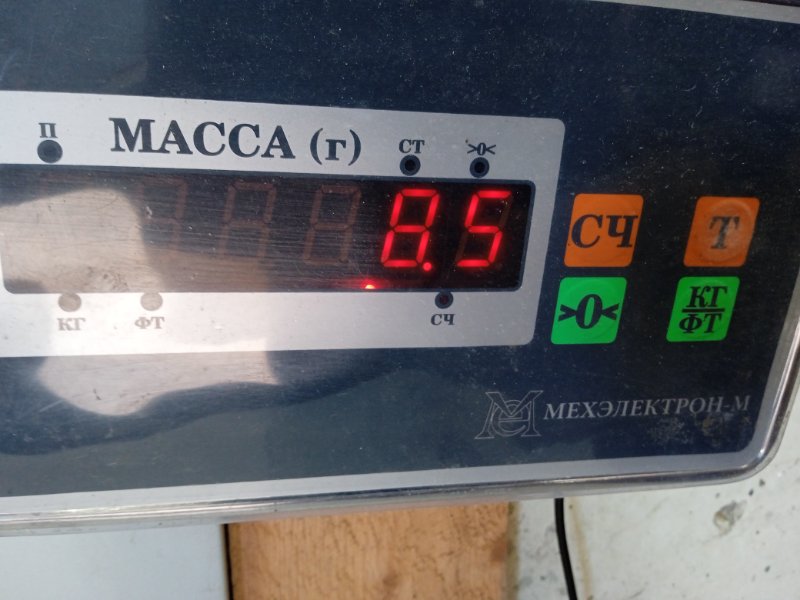 П МАССА (г) СТ >0<
8.5
СЧ Т
КГ ФТ СЧ
>0< КГ/ФТ
МЕХЭЛЕКТРОН-М